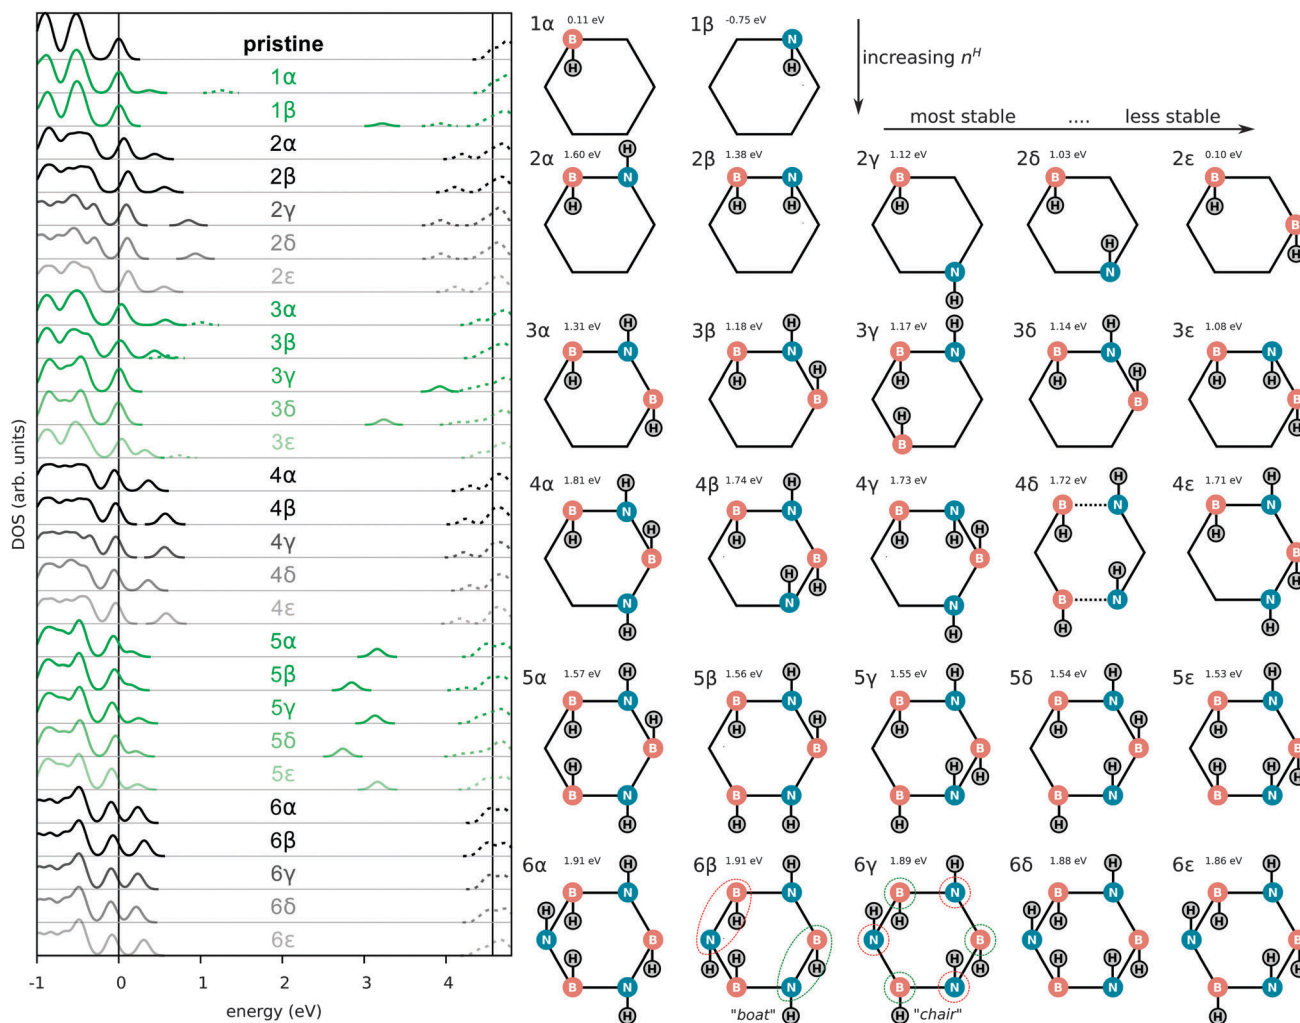 pristine
1α
1β
2α
2β
2γ
2δ
2ε
3α
3β
3γ
3δ
3ε
4α
4β
4γ
4δ
4ε
5α
5β
5γ
5δ
5ε
6α
6β
6γ
6δ
6ε
DOS (arb. units)
-1 0 1 2 3 4
energy (eV)
1α 0.11 eV
B
H
1β -0.75 eV
N
H
increasing n^H
most stable .... less stable
2α 1.60 eV
H
B N
H
2β 1.38 eV
B N
H H
2γ 1.12 eV
B
H
N
H
2δ 1.03 eV
B
H
H
N
2ε 0.10 eV
B
H
B
H
3α 1.31 eV
H
B N
H
B
H
3β 1.18 eV
H
B N
H H
B
3γ 1.17 eV
H
B N
H
H
B
3δ 1.14 eV
H
B N
H H
B
3ε 1.08 eV
B N
H H
B
H
4α 1.81 eV
H
B N
H H
B
N
H
4β 1.74 eV
H
B N
H
B
H H
N
4γ 1.73 eV
B N
H H H
B
N
H
4δ 1.72 eV
H
B N
H
H
B N
H
4ε 1.71 eV
H
B N
H
B
H
N
H
5α 1.57 eV
H
B N
H H
B
H
B N
H
5β 1.56 eV
H
B N
H H
B
B N
H H
5γ 1.55 eV
H
B N
H
B
H H
B N
H
5δ 1.54 eV
H
B N
H H
B
H
B N
H
5ε 1.53 eV
H
B N
H
B
H H H
B N
6α 1.91 eV
H
B N
H H
N B
H H
B N
H
6β 1.91 eV
H
B N
H
N B
H H H
B N
H
"boat"
6γ 1.89 eV
H
B N
H H
N B
H H
B N
H
"chair"
6δ 1.88 eV
H
B N
H H H
N B
H H
B N
6ε 1.86 eV
H
B N
H H
N B
H H
B N
H